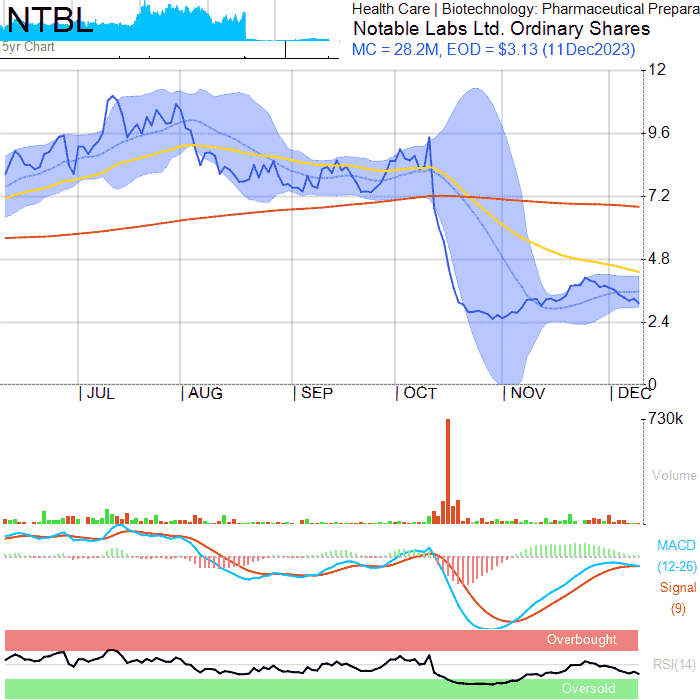 NTBL
5yr Chart
Health Care | Biotechnology: Pharmaceutical Prepara
Notable Labs Ltd. Ordinary Shares
MC = 28.2M, EOD = $3.13 (11Dec2023)
12
9.6
7.2
4.8
2.4
0
JUL AUG SEP OCT NOV DEC
730k
Volume
MACD
(12-26)
Signal
(9)
Overbought
RSI(14)
Oversold